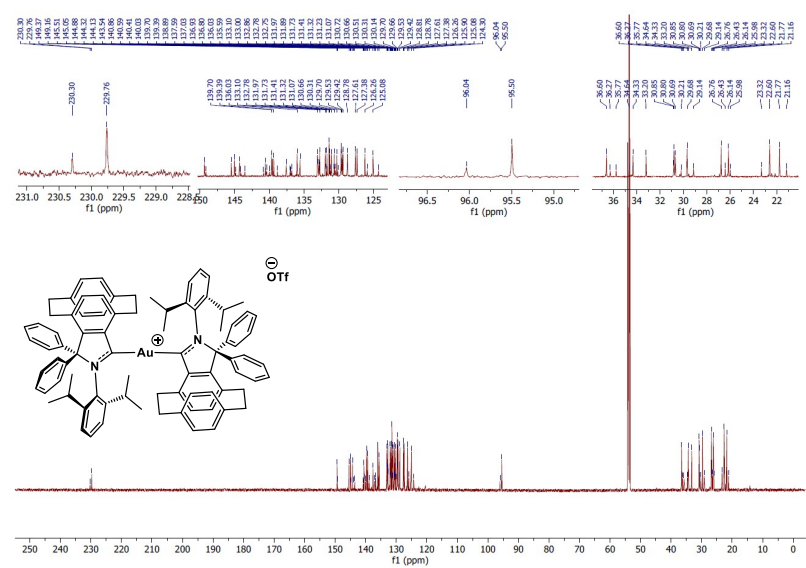 230.30 229.76 149.37 149.16 145.51 145.05 144.88 144.32 144.13 143.54 140.86 140.59 140.41 140.03 139.70 139.39 138.89 137.59 137.03 136.93 136.80 136.03 135.59 133.10 133.00 132.86 132.78 132.75 131.97 131.89 131.73 131.41 131.32 131.23 131.07 130.72 130.66 130.51 130.31 130.14 129.70 129.66 129.53 129.42 128.81 128.78 127.61 127.38 126.26 125.90 125.08 124.30 96.04 95.50
36.60 36.27 35.77 34.64 34.33 33.20 30.85 30.80 30.69 30.21 29.68 29.14 26.76 26.43 26.14 25.98 23.32 22.60 21.77 21.16
230.30 229.76
139.70 139.39 136.03 133.10 132.78 131.97 131.73 131.41 131.32 131.07 130.66 130.31 129.70 129.53 129.42 128.78 127.61 127.38 126.26 125.08
96.04 95.50
36.60 36.27 35.77 34.64 34.33 33.20 30.85 30.80 30.69 30.21 29.68 29.14 26.76 26.43 26.14 25.98 23.32 22.60 21.77 21.16
231.0 230.5 230.0 229.5 229.0
f1 (ppm)
150 145 140 135 130 125
f1 (ppm)
96.5 96.0 95.5 95.0
f1 (ppm)
36 34 32 30 28 26 24 22
f1 (ppm)
⊖
OTf
N
⊕
Au
N
250 240 230 220 210 200 190 180 170 160 150 140 130 120 110 100 90 80 70 60 50 40 30 20 10 0
f1 (ppm)